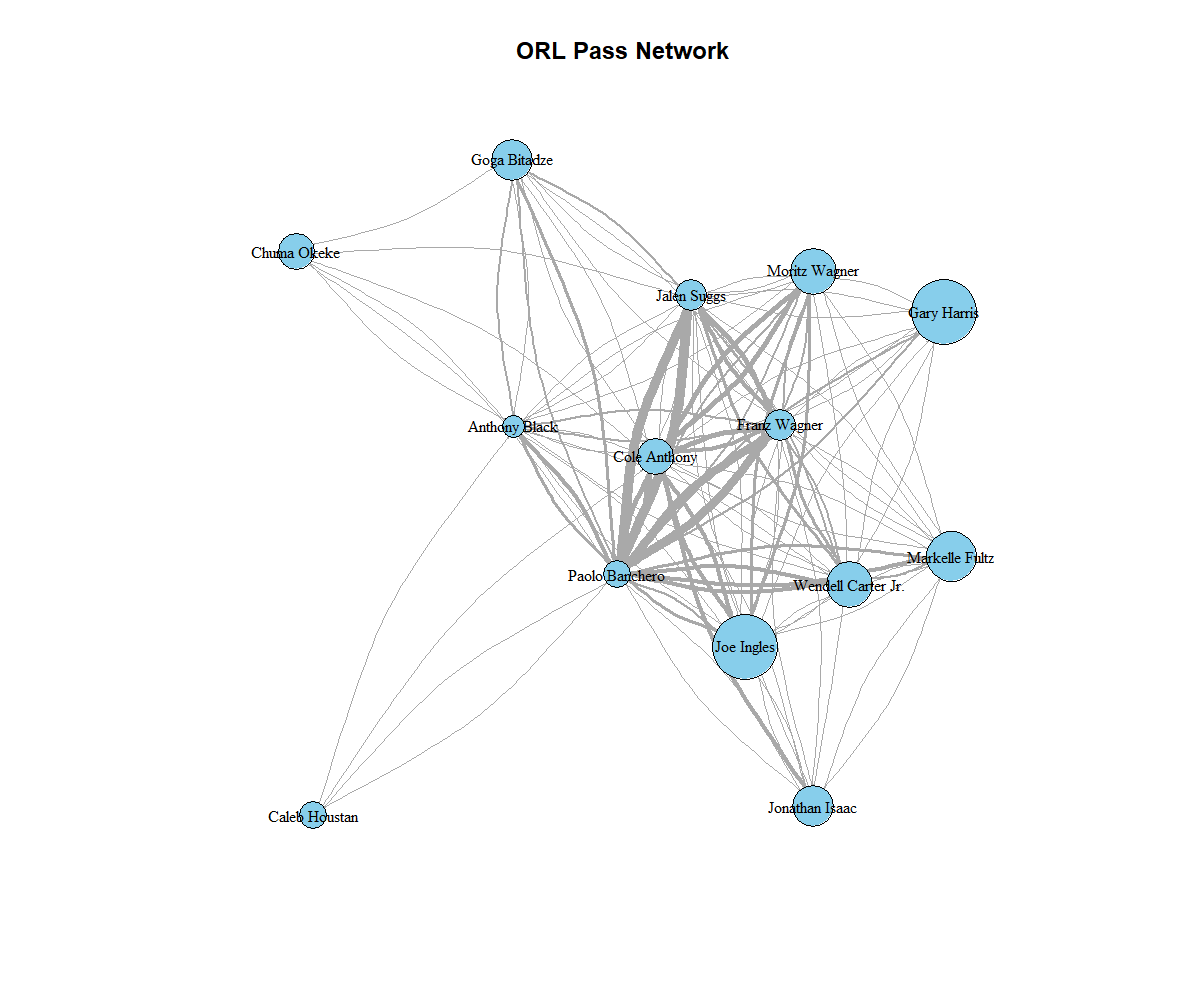 ORL Pass Network
Goga Bitadze
Chuma Okeke
Moritz Wagner
Jalen Suggs
Gary Harris
Anthony Black
Franz Wagner
Cole Anthony
Markelle Fultz
Paolo Banchero
Wendell Carter Jr.
Joe Ingles
Jonathan Isaac
Caleb Houstan